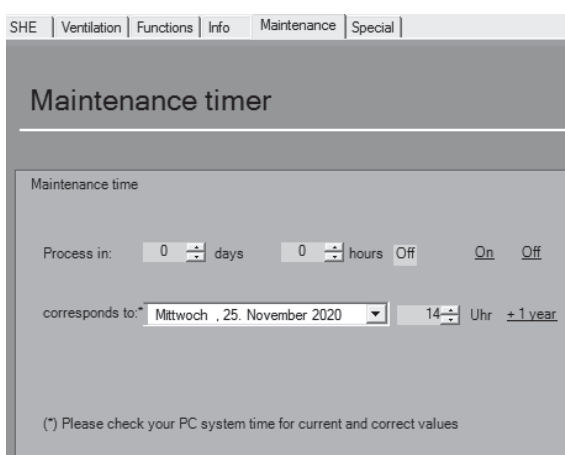 SHE Ventilation Functions Info Maintenance Special
Maintenance timer
Maintenance time
Process in: 0 days 0 hours Off On Off
corresponds to:* Mittwoch , 25. November 2020 14 Uhr + 1 year
(*) Please check your PC system time for current and correct values